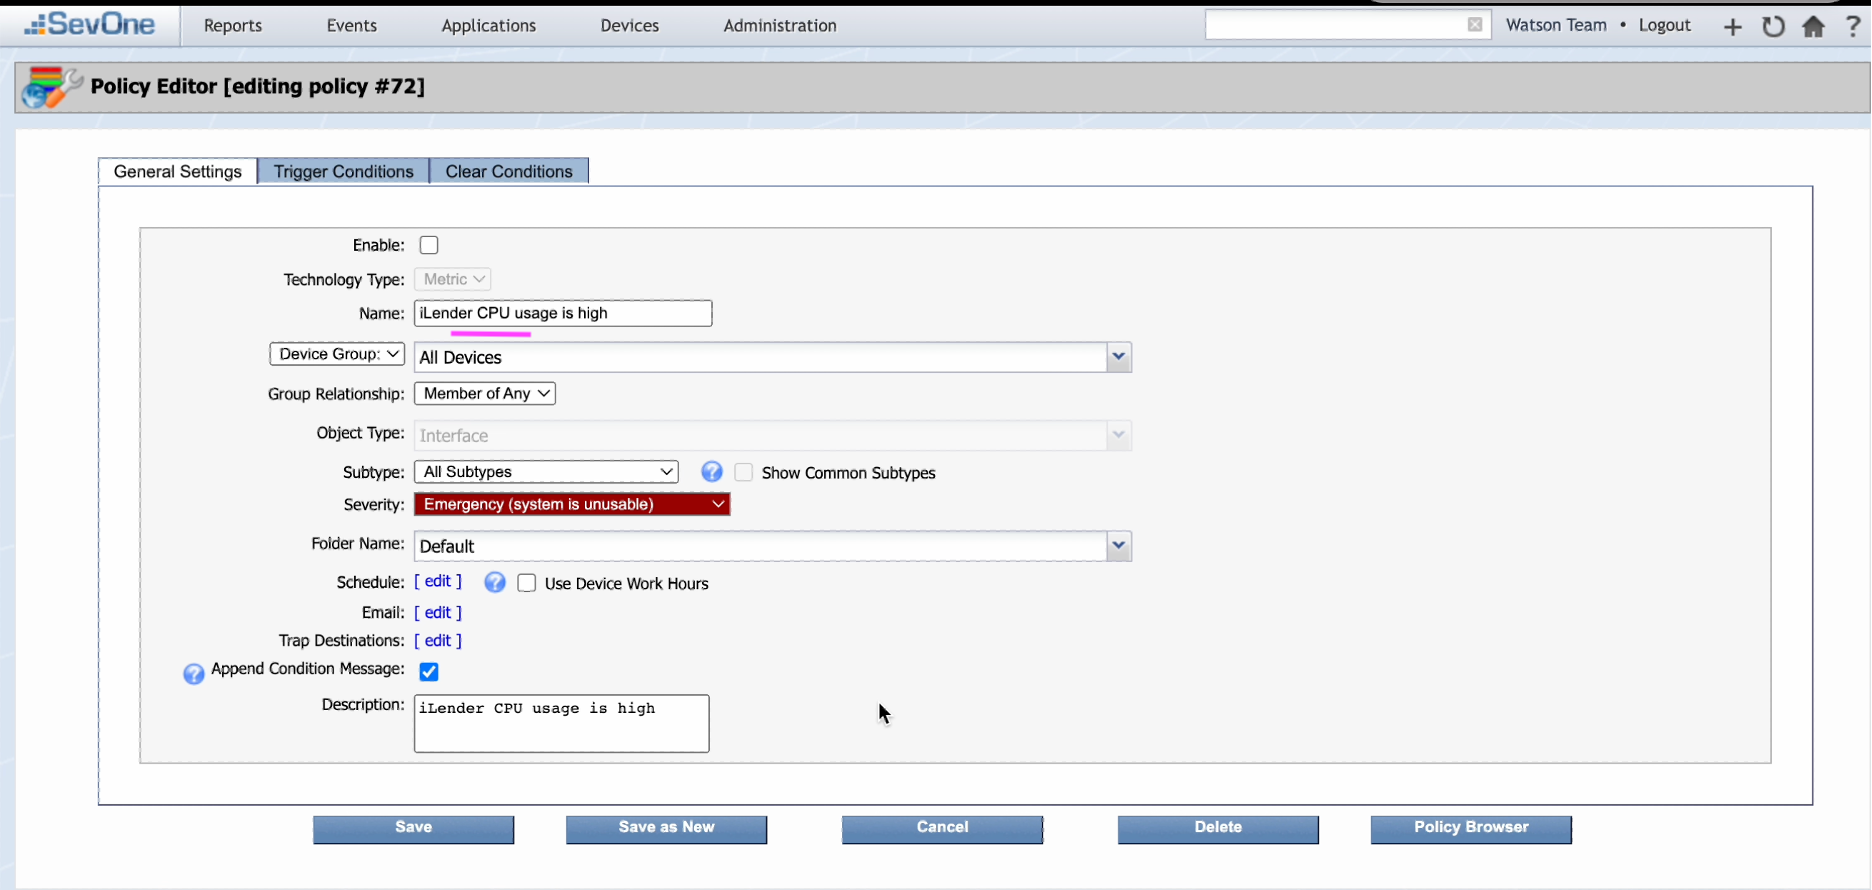 SevOne Reports Events Applications Devices Administration Watson Team • Logout + ?
Policy Editor [editing policy #72]
General Settings Trigger Conditions Clear Conditions
Enable:
Technology Type: Metric
Name: iLender CPU usage is high
Device Group: All Devices
Group Relationship: Member of Any
Object Type: Interface
Subtype: All Subtypes ? Show Common Subtypes
Severity: Emergency (system is unusable)
Folder Name: Default
Schedule: [ edit ] ? Use Device Work Hours
Email: [ edit ]
Trap Destinations: [ edit ]
? Append Condition Message:
Description: iLender CPU usage is high
Save Save as New Cancel Delete Policy Browser